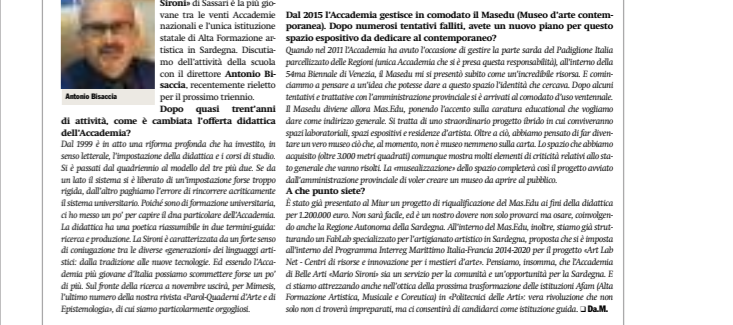 Sironi» di Sassari è la più gio-
vane tra le venti Accademie
nazionali e l'unica istituzione
statale di Alta Formazione ar-
tistica in Sardegna. Discutia-
mo dell'attività della scuola
con il direttore Antonio Bi-
saccia, recentemente rieletto
per il prossimo triennio.
Antonio Bisaccia
Dopo quasi trent'anni
di attività, come è cambiata l'offerta didattica
dell'Accademia?
Dal 1999 è in atto una riforma profonda che ha investito, in
senso letterale, l'impostazione della didattica e i corsi di studio.
Si è passati dal quadriennio al modello del tre più due. Se da
un lato il sistema si è liberato di un'impostazione forse troppo
rigida, dall'altro paghiamo l'errore di rincorrere acriticamente
il sistema universitario. Poiché sono di formazione universitaria,
ci ho messo un po' per capire il dna particolare dell'Accademia.
La didattica ha una poetica riassumibile in due termini-guida:
ricerca e produzione. La Sironi è caratterizzata da un forte senso
di coniugazione tra le diverse «generazioni» dei linguaggi arti-
stici: dalla tradizione alle nuove tecnologie. Ed essendo l'Acca-
demia più giovane d'Italia possiamo scommettere forse un po'
di più. Sul fronte della ricerca a novembre uscirà, per Mimesis,
l'ultimo numero della nostra rivista «Parol-Quaderni d'Arte e di
Epistemologia», di cui siamo particolarmente orgogliosi.
Dal 2015 l'Accademia gestisce in comodato il Masedu (Museo d'arte contem-
poranea). Dopo numerosi tentativi falliti, avete un nuovo piano per questo
spazio espositivo da dedicare al contemporaneo?
Quando nel 2011 l'Accademia ha avuto l'occasione di gestire la parte sarda del Padiglione Italia
parcellizzato delle Regioni (unica Accademia che si è presa questa responsabilità), all'interno della
54ma Biennale di Venezia, il Masedu mi si presentò subito come un'incredibile risorsa. E comin-
ciammo a pensare a un'idea che potesse dare a questo spazio l'identità che cercava. Dopo alcuni
tentativi e trattative con l'amministrazione provinciale si è arrivati al comodato d'uso ventennale.
Il Masedu diviene allora Mas.Edu, ponendo l'accento sulla caratura educational che vogliamo
dare come indirizzo generale. Si tratta di uno straordinario progetto ibrido in cui conviveranno
spazi laboratoriali, spazi espositivi e residenze d'artista. Oltre a ciò, abbiamo pensato di far diven-
tare un vero museo ciò che, al momento, non è museo nemmeno sulla carta. Lo spazio che abbiamo
acquisito (oltre 3.000 metri quadrati) comunque mostra molti elementi di criticità relativi allo sta-
to generale che vanno risolti. La «musealizzazione» dello spazio completerà così il progetto avviato
dall'amministrazione provinciale di voler creare un museo da aprire al pubblico.
A che punto siete?
È stato già presentato al Miur un progetto di riqualificazione del Mas.Edu ai fini della didattica
per 1.200.000 euro. Non sarà facile, ed è un nostro dovere non solo provarci ma osare, coinvolgen-
do anche la Regione Autonoma della Sardegna. All'interno del Mas.Edu, inoltre, stiamo già strut-
turando un FabLab specializzato per l'artigianato artistico in Sardegna, proposta che si è imposta
all'interno del Programma Interreg Marittimo Italia-Francia 2014-2020 per il progetto «Art Lab
Net - Centri di risorse e innovazione per i mestieri d'arte». Pensiamo, insomma, che l'Accademia
di Belle Arti «Mario Sironi» sia un servizio per la comunità e un'opportunità per la Sardegna. E
ci stiamo attrezzando anche nell'ottica della prossima trasformazione delle istituzioni Afam (Alta
Formazione Artistica, Musicale e Coreutica) in «Politecnici delle Arti»: vera rivoluzione che non
solo non ci troverà impreparati, ma ci consentirà di candidarci come istituzione guida. ❑ Da.M.